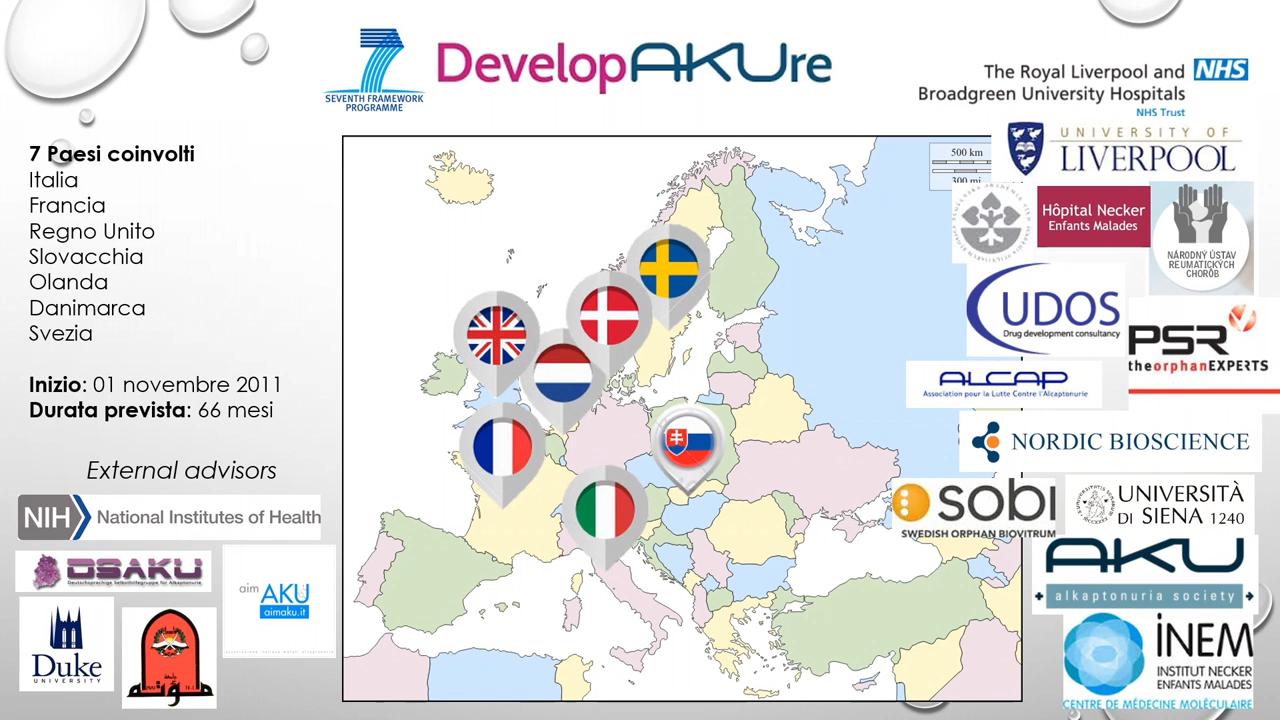 SEVENTH FRAMEWORK
PROGRAMME
DevelopAKUre
The Royal Liverpool and NHS
Broadgreen University Hospitals
NHS Trust
UNIVERSITY OF
LIVERPOOL
7 Paesi coinvolti
Italia
Francia
Regno Unito
Slovacchia
Olanda
Danimarca
Svezia
Inizio: 01 novembre 2011
Durata prevista: 66 mesi
External advisors
NIH National Institutes of Health
DSAKU
Deutschsprachige Selbsthilfegruppe für Alkaptonurie
aim AKU
aimaku.it
Duke
UNIVERSITY
مؤتة
500 km
300 mi
Hôpital Necker
Enfants Malades
NÁRODNÝ ÚSTAV
REUMATICKÝCH
CHORÔB
UDOS
Drug development consultancy
PSR
theorphanEXPERTS
ALCAP
Association pour la Lutte Contre l'Alcaptonurie
NORDIC BIOSCIENCE
sobi
SWEDISH ORPHAN BIOVITRUM
UNIVERSITÀ
DI SIENA 1240
AKU
alkaptonuria society
iNEM
INSTITUT NECKER
ENFANTS MALADES
CENTRE DE MÉDECINE MOLÉCULAIRE